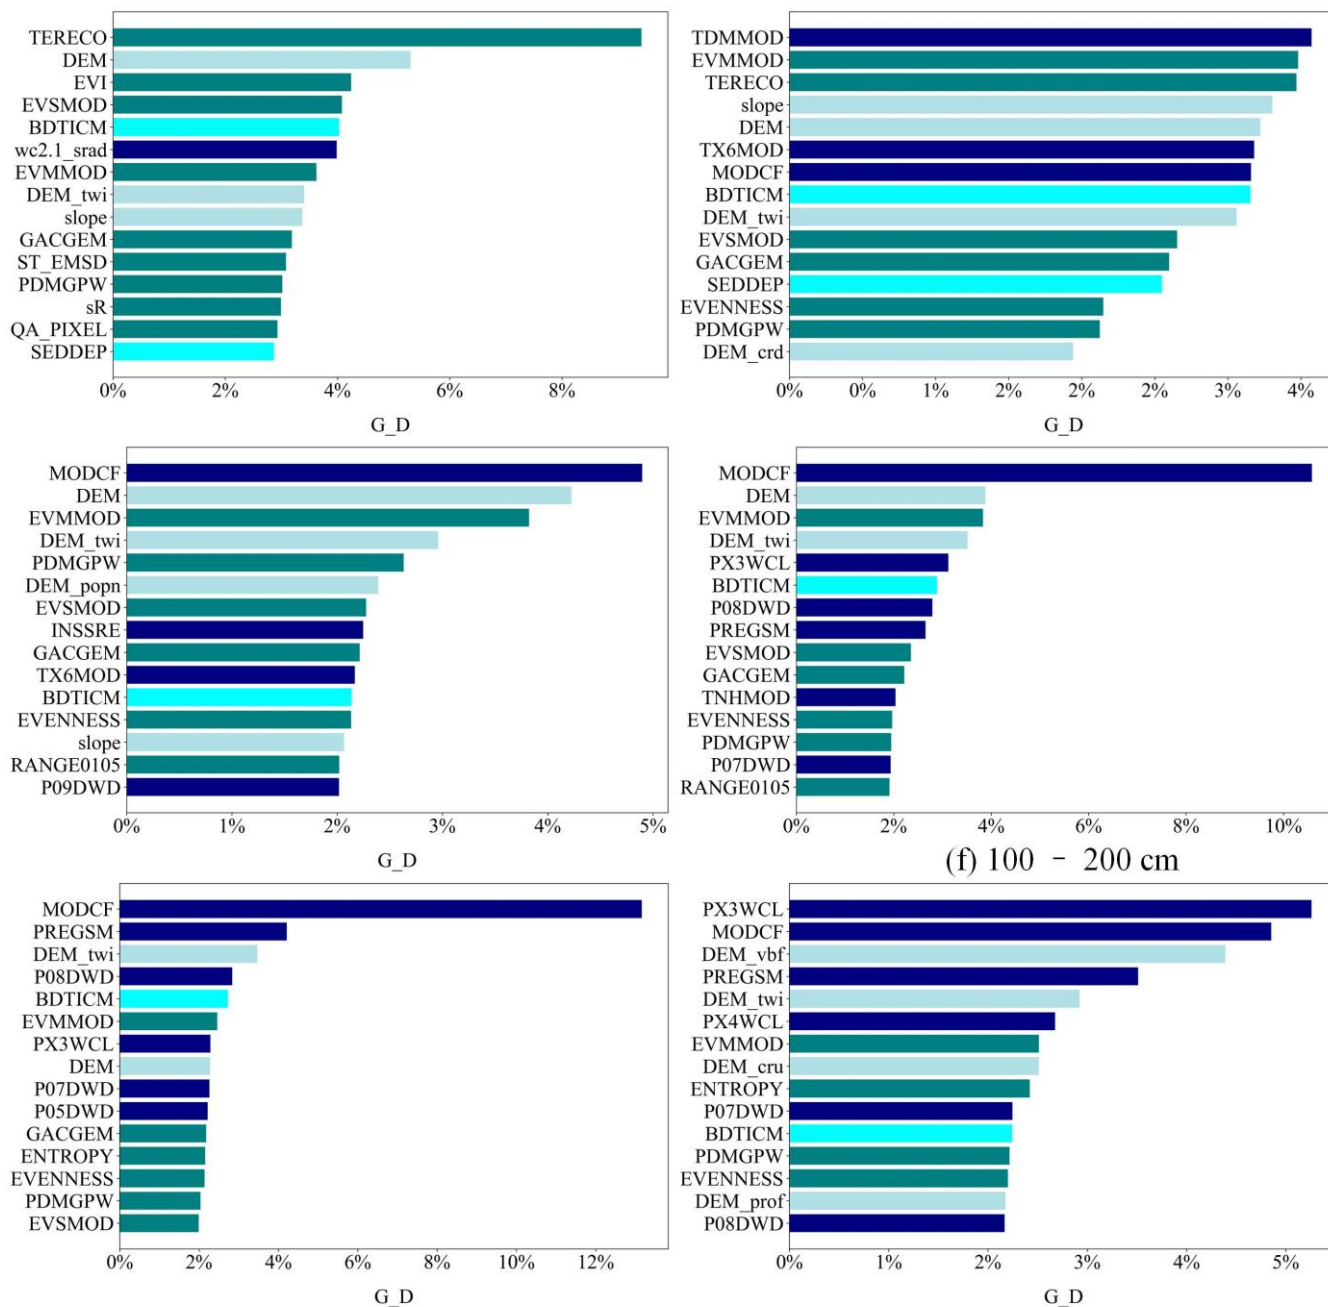 TERECO
DEM
EVI
EVSMOD
BDTICM
wc2.1_srad
EVMMOD
DEM_twi
slope
GACGEM
ST_EMSD
PDMGPW
sR
QA_PIXEL
SEDDEP
0% 2% 4% 6% 8%
G_D
TDMMOD
EVMMOD
TERECO
slope
DEM
TX6MOD
MODCF
BDTICM
DEM_twi
EVSMOD
GACGEM
SEDDEP
EVENNESS
PDMGPW
DEM_crd
0% 0% 1% 2% 2% 2% 3% 4%
G_D
MODCF
DEM
EVMMOD
DEM_twi
PDMGPW
DEM_popn
EVSMOD
INSSRE
GACGEM
TX6MOD
BDTICM
EVENNESS
slope
RANGE0105
P09DWD
0% 1% 2% 3% 4% 5%
G_D
MODCF
DEM
EVMMOD
DEM_twi
PX3WCL
BDTICM
P08DWD
PREGSM
EVSMOD
GACGEM
TNHMOD
EVENNESS
PDMGPW
P07DWD
RANGE0105
0% 2% 4% 6% 8% 10%
(f) 100 - 200 cm
MODCF
PREGSM
DEM_twi
P08DWD
BDTICM
EVMMOD
PX3WCL
DEM
P07DWD
P05DWD
GACGEM
ENTROPY
EVENNESS
PDMGPW
EVSMOD
0% 2% 4% 6% 8% 10% 12%
G_D
PX3WCL
MODCF
DEM_vbf
PREGSM
DEM_twi
PX4WCL
EVMMOD
DEM_cru
ENTROPY
P07DWD
BDTICM
PDMGPW
EVENNESS
DEM_prof
P08DWD
0% 1% 2% 3% 4% 5%
G_D